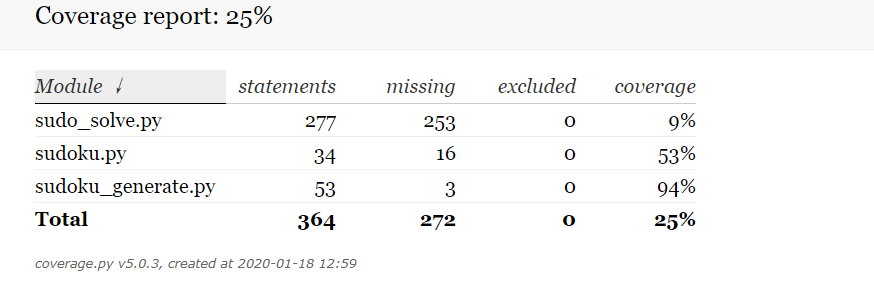 Coverage report: 25%
Module ↓ statements missing excluded coverage
sudo_solve.py 277 253 0 9%
sudoku.py 34 16 0 53%
sudoku_generate.py 53 3 0 94%
Total 364 272 0 25%
coverage.py v5.0.3, created at 2020-01-18 12:59